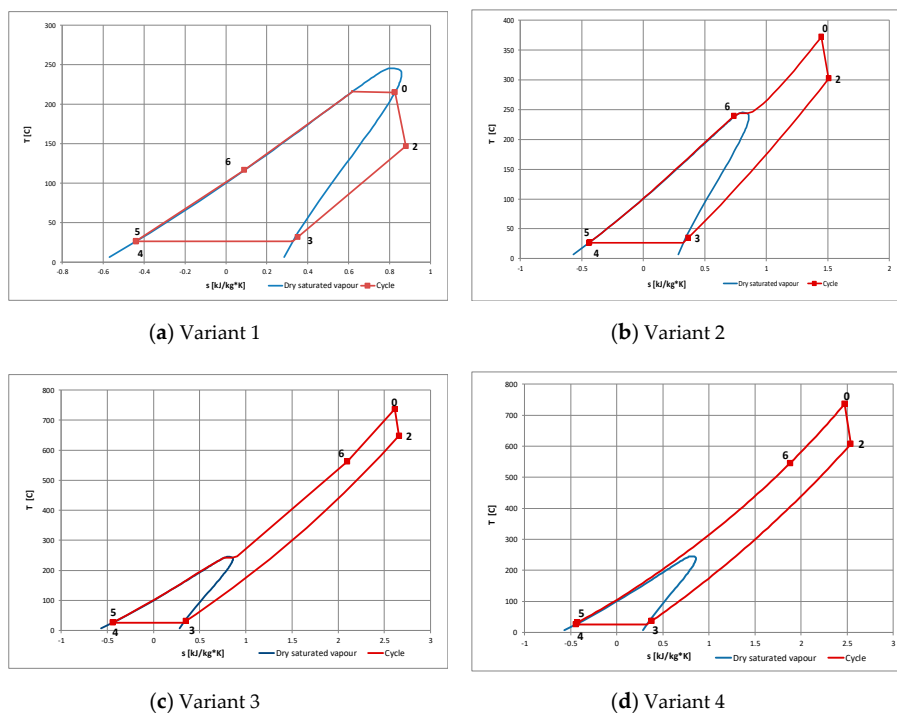 T [C]
300
250
200
150
100
50
0
-0.8 -0.6 -0.4 -0.2 0 0.2 0.4 0.6 0.8 1
s [kJ/kg*K]
Dry saturated vapour
Cycle
0
2
3
4
5
6
(a) Variant 1
T [C]
400
350
300
250
200
150
100
50
0
-1 -0.5 0 0.5 1 1.5 2
s [kJ/kg*K]
Dry saturated vapour
Cycle
0
2
3
4
5
6
(b) Variant 2
T [C]
800
700
600
500
400
300
200
100
0
-1 -0.5 0 0.5 1 1.5 2 2.5 3
s [kJ/kg*K]
Dry saturated vapour
Cycle
0
2
3
4
5
6
(c) Variant 3
T [C]
800
700
600
500
400
300
200
100
0
-1 -0.5 0 0.5 1 1.5 2 2.5 3
s [kJ/kg*K]
Dry saturated vapour
Cycle
0
2
3
4
5
6
(d) Variant 4